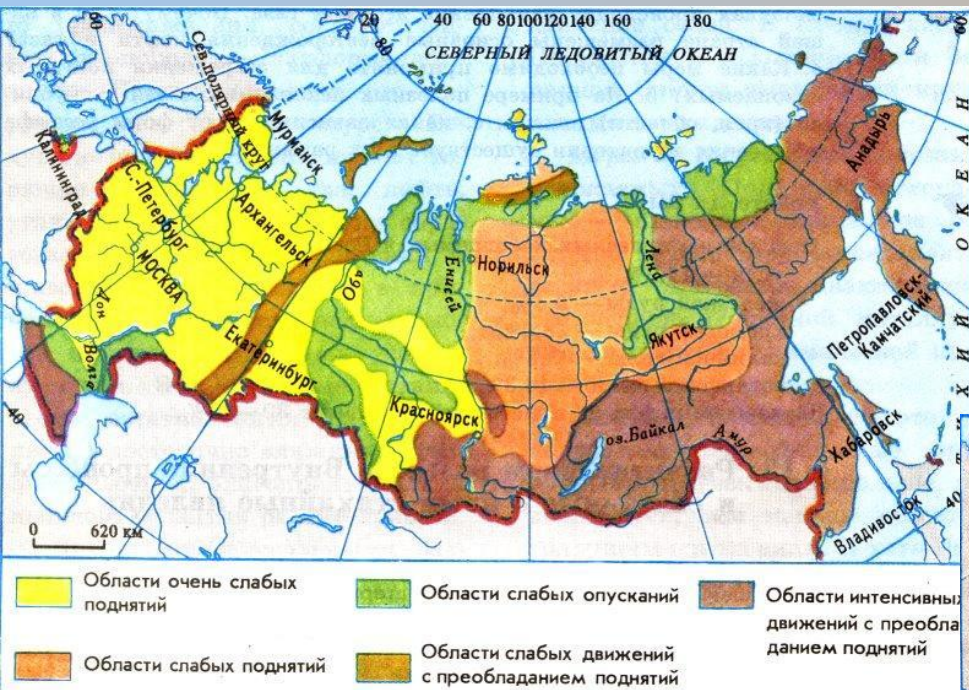 20 40 60 80 100 120 140 160 180
60
60
80
СЕВЕРНЫЙ ЛЕДОВИТЫЙ ОКЕАН
Сев. полярный круг
Мурманск
Калининград
С.-Петербург
Архангельск
МОСКВА
Анадырь
Норильск
Енисей
Лена
Обь
Дон
Волга
Екатеринбург
Якутск
Петропавловск-
Камчатский
Красноярск
оз. Байкал
Амур
Хабаровск
Владивосток
ТИХИЙ ОКЕАН
40
40
0 620 км
Области очень слабых
поднятий
Области слабых опусканий
Области интенсивных
движений с преобла
данием поднятий
Области слабых поднятий
Области слабых движений
с преобладанием поднятий